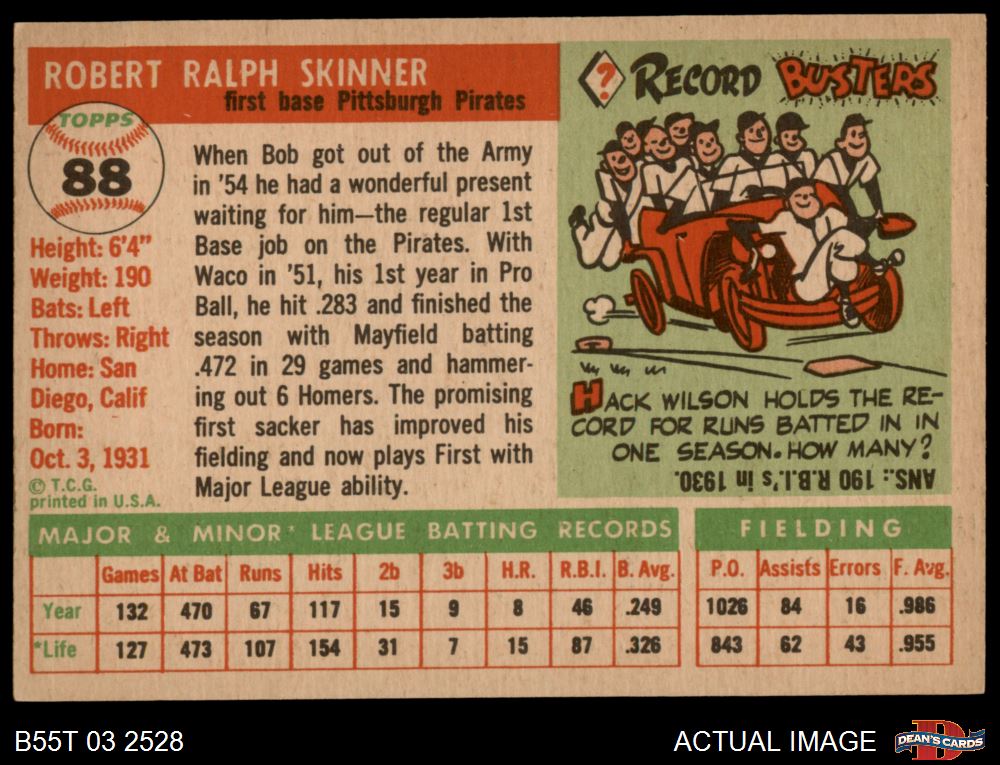 ROBERT RALPH SKINNER
first base Pittsburgh Pirates
TOPPS
88
Height: 6'4"
Weight: 190
Bats: Left
Throws: Right
Home: San
Diego, Calif
Born:
Oct. 3, 1931
© T.C.G.
printed in U.S.A.
When Bob got out of the Army
in '54 he had a wonderful present
waiting for him—the regular 1st
Base job on the Pirates. With
Waco in '51, his 1st year in Pro
Ball, he hit .283 and finished the
season with Mayfield batting
.472 in 29 games and hammer-
ing out 6 Homers. The promising
first sacker has improved his
fielding and now plays First with
Major League ability.
? RECORD BUSTERS
HACK WILSON HOLDS THE RE-
CORD FOR RUNS BATTED IN IN
ONE SEASON. HOW MANY?
ANS.: 190 R.B.I.'s in 1930.
MAJOR & MINOR* LEAGUE BATTING RECORDS
Games At Bat Runs Hits 2b 3b H.R. R.B.I. B. Avg.
Year 132 470 67 117 15 9 8 46 .249
*Life 127 473 107 154 31 7 15 87 .326
FIELDING
P.O. Assists Errors F. Avg.
1026 84 16 .986
843 62 43 .955
B55T 03 2528
ACTUAL IMAGE
DEAN'S CARDS